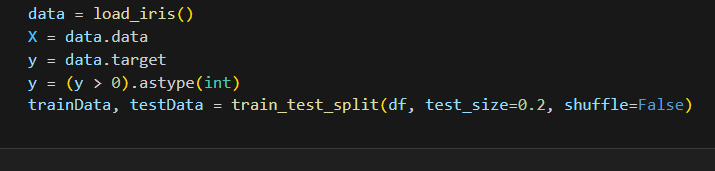 data = load_iris()
X = data.data
y = data.target
y = (y > 0).astype(int)
trainData, testData = train_test_split(df, test_size=0.2, shuffle=False)